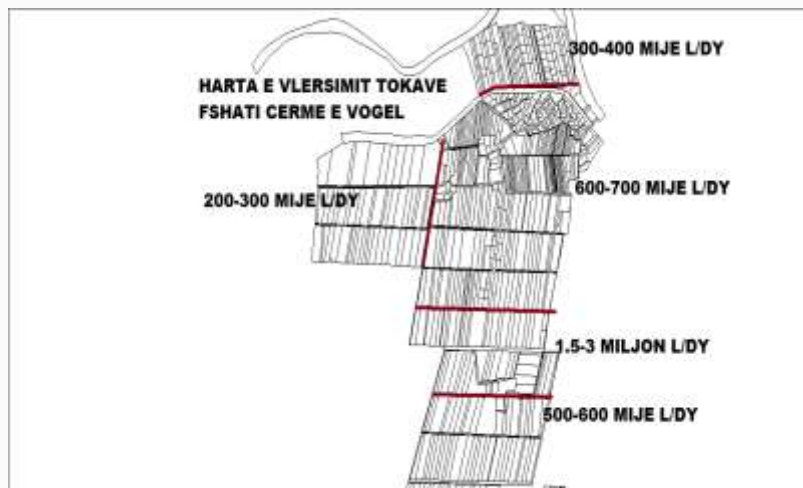 300-400 MIJE L/DY
HARTA E VLERSIMIT TOKAVE
FSHATI CERME E VOGEL
600-700 MIJE L/DY
200-300 MIJE L/DY
1.5-3 MILJON L/DY
500-600 MIJE L/DY